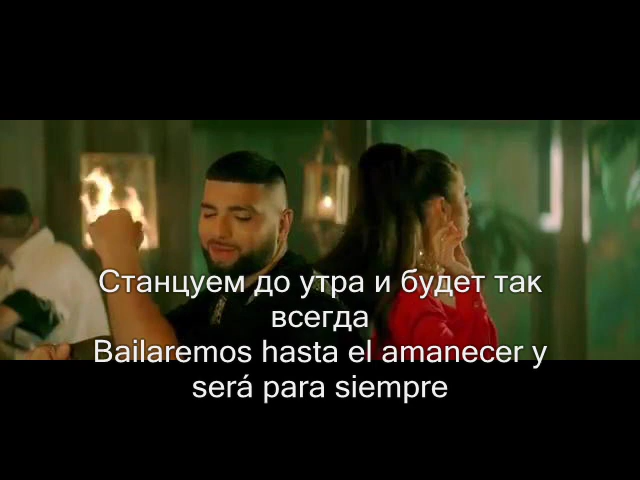 Станцуем до утра и будет так
всегда
Bailaremos hasta el amanecer y
será para siempre